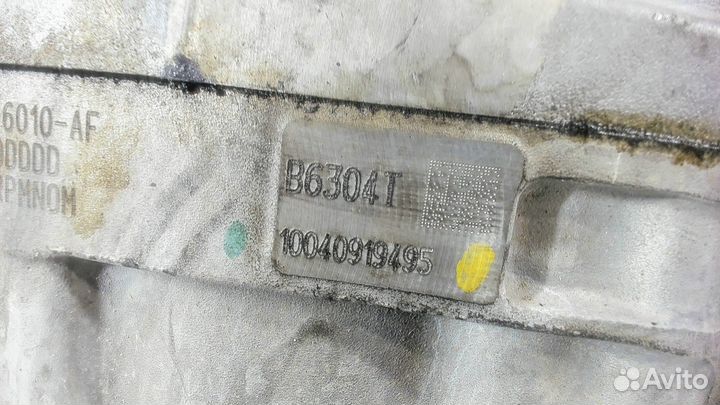 6010-AF
DDDD
PMNOM
B6304T
10040919495
Avito